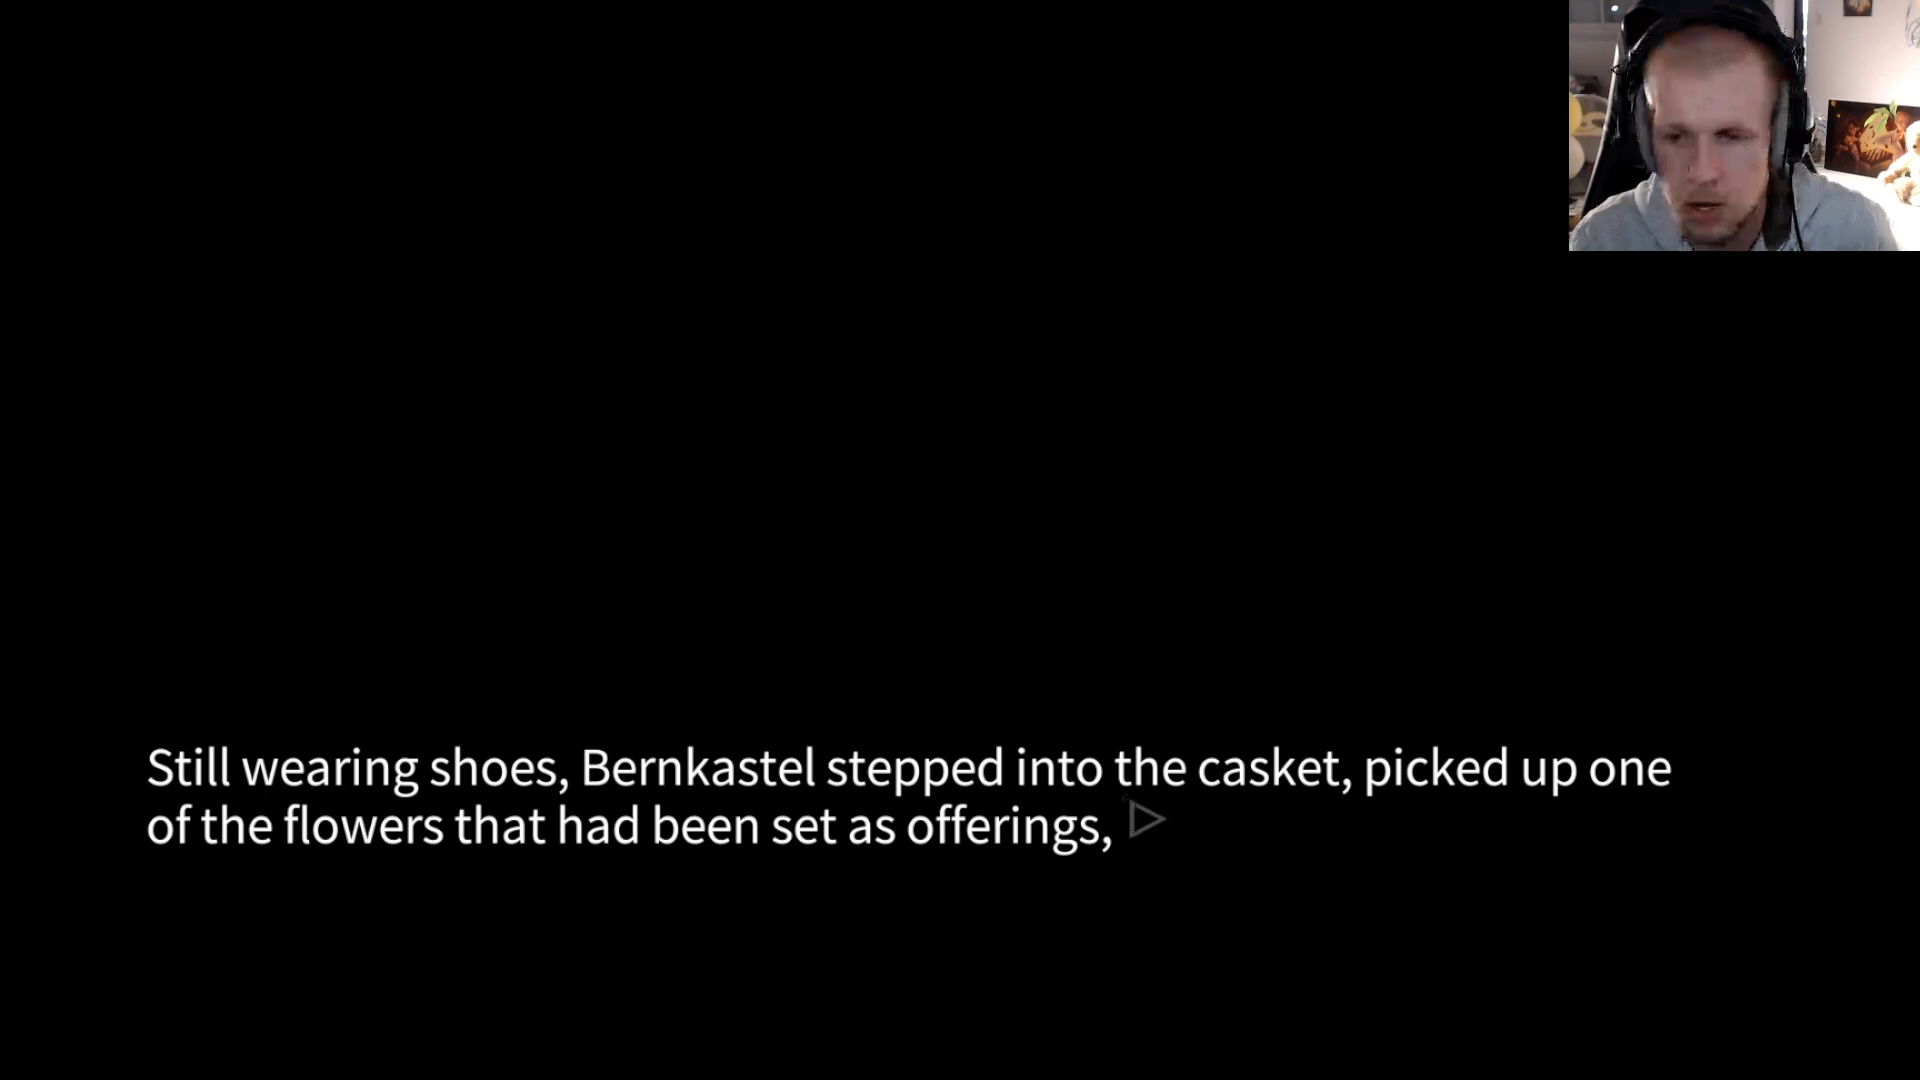 Still wearing shoes, Bernkastel stepped into the casket, picked up one
of the flowers that had been set as offerings,